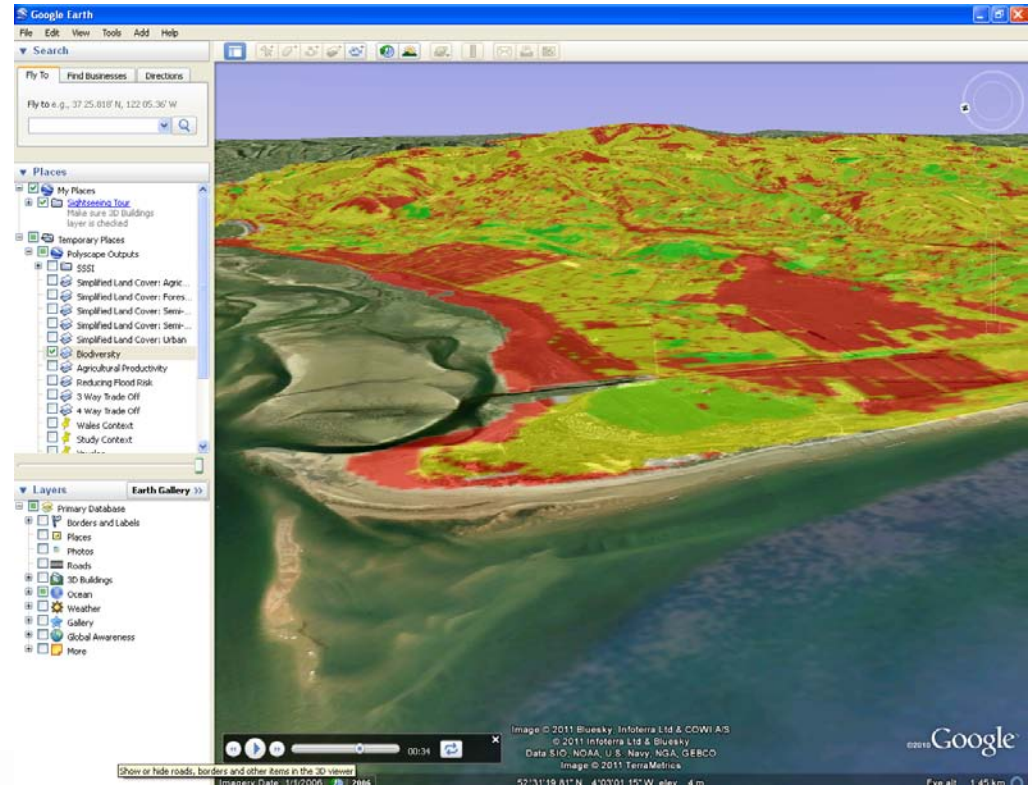 Google Earth
File Edit View Tools Add Help
Search
Fly To Find Businesses Directions
Fly to e.g., 37 25.818' N, 122 05.36' W
Places
My Places
Sightseeing Tour
Make sure 3D Buildings
layer is checked
Temporary Places
Polyscape Outputs
SSSI
Simplified Land Cover: Agric...
Simplified Land Cover: Fores...
Simplified Land Cover: Semi-...
Simplified Land Cover: Semi-...
Simplified Land Cover: Urban
Biodiversity
Agricultural Productivity
Reducing Flood Risk
3 Way Trade Off
4 Way Trade Off
Wales Context
Study Context
Layers Earth Gallery >>
Primary Database
Borders and Labels
Places
Photos
Roads
3D Buildings
Ocean
Weather
Gallery
Global Awareness
More
00:34
Show or hide roads, borders and other items in the 3D viewer
Image © 2011 Bluesky, Infoterra Ltd & COWI A/S
© 2011 Infoterra Ltd & Bluesky
Data SIO, NOAA, U.S. Navy, NGA, GEBCO
Image © 2011 TerraMetrics
©2010 Google
Imagery Date: 1/1/2006 2006 52°31'19.81" N 4°03'01.15" W elev 4 m Eye alt 1.45 km